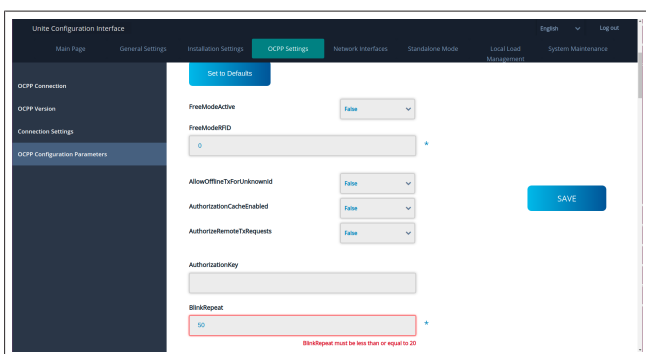 Unite Configuration Interface
English
Log out
Main Page
General Settings
Installation Settings
OCPP Settings
Network Interfaces
Standalone Mode
Local Load
Management
System Maintenance
OCPP Connection
OCPP Version
Connection Settings
OCPP Configuration Parameters
Set to Defaults
FreeModeActive
False
FreeModeRFID
0
*
AllowOfflineTxForUnknownId
False
AuthorizationCacheEnabled
False
AuthorizeRemoteTxRequests
False
SAVE
AuthorizationKey
BlinkRepeat
50
*
BlinkRepeat must be less than or equal to 20